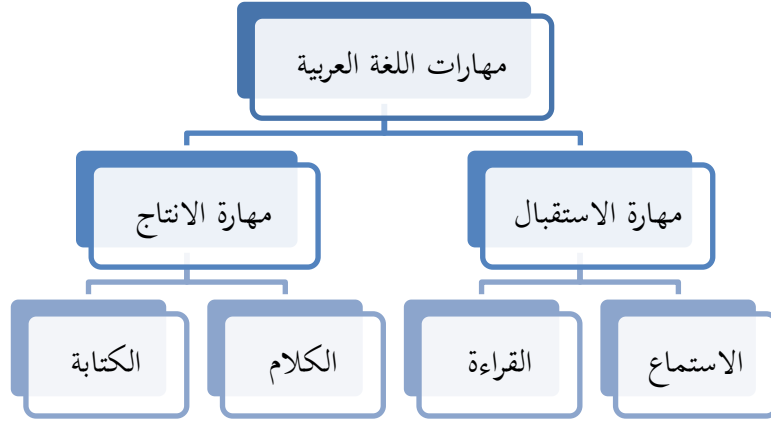 مهارات اللغة العربية
مهارة الاستقبال
مهارة الانتاج
الاستماع
القراءة
الكلام
الكتابة